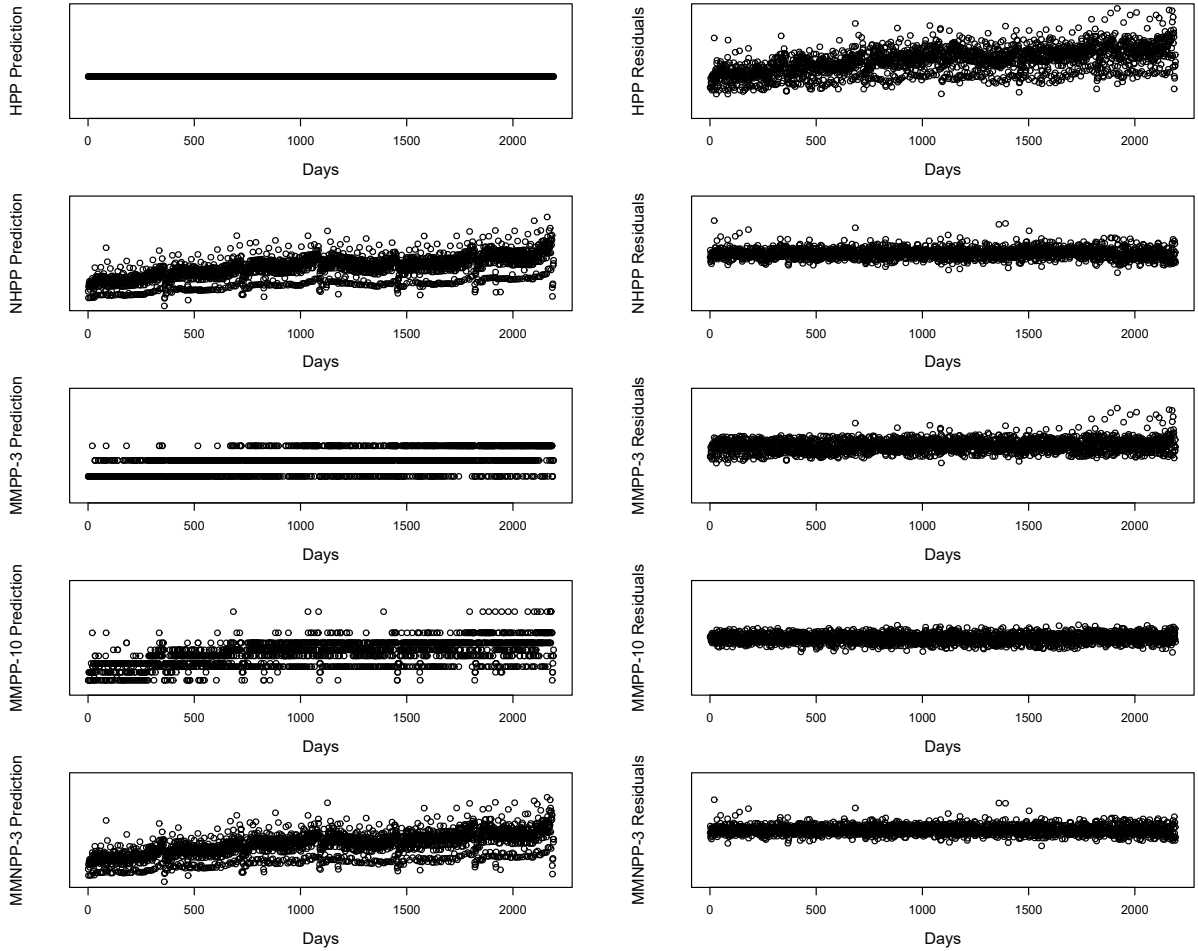 HPP Prediction
0 500 1000 1500 2000
Days
HPP Residuals
0 500 1000 1500 2000
Days
NHPP Prediction
0 500 1000 1500 2000
Days
NHPP Residuals
0 500 1000 1500 2000
Days
MMPP-3 Prediction
0 500 1000 1500 2000
Days
MMPP-3 Residuals
0 500 1000 1500 2000
Days
MMPP-10 Prediction
0 500 1000 1500 2000
Days
MMPP-10 Residuals
0 500 1000 1500 2000
Days
MMNPP-3 Prediction
0 500 1000 1500 2000
Days
MMNPP-3 Residuals
0 500 1000 1500 2000
Days